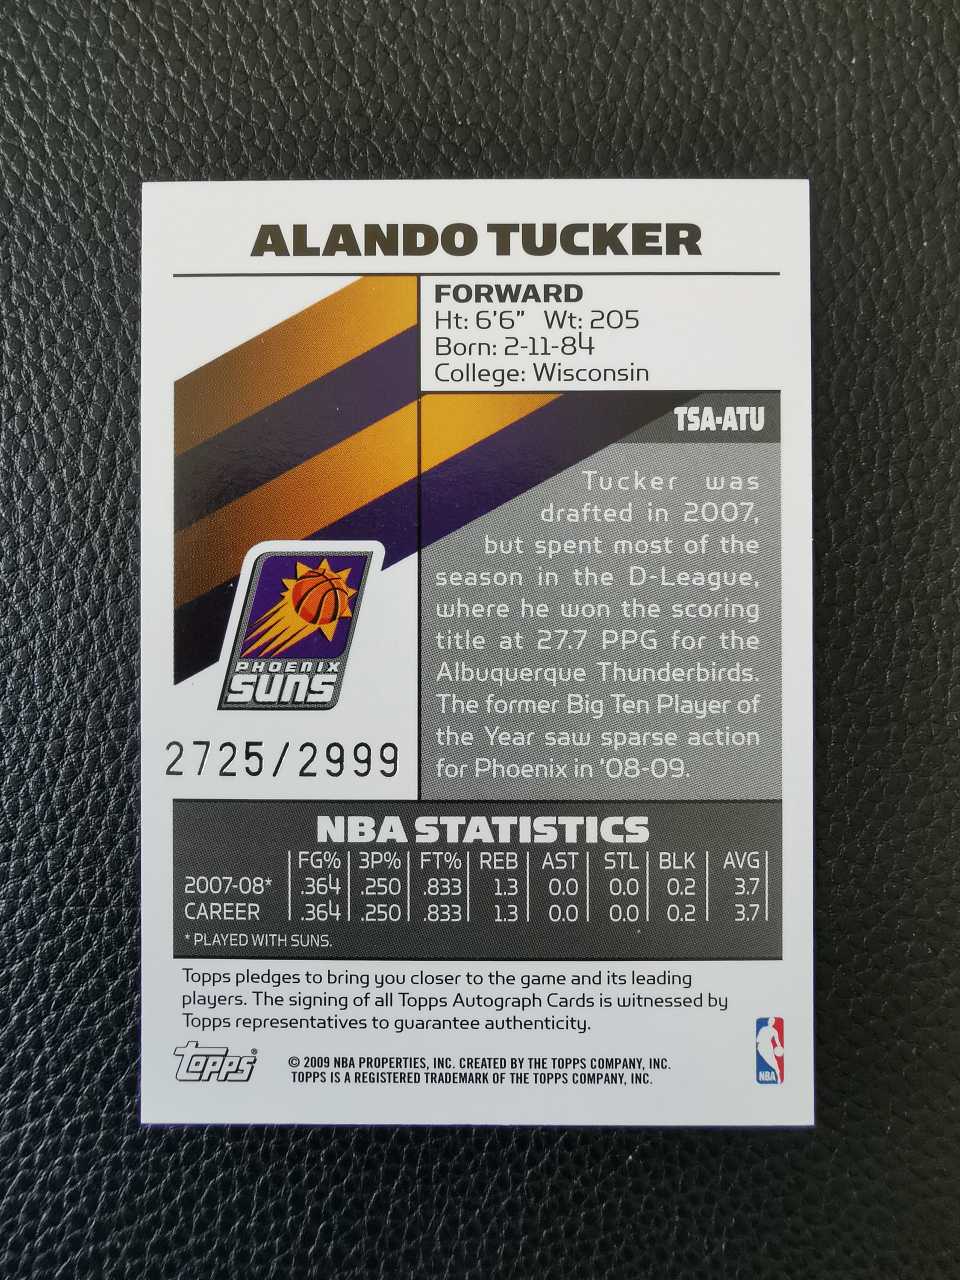 ALANDO TUCKER
FORWARD
Ht: 6'6" Wt: 205
Born: 2-11-84
College: Wisconsin
TSA-ATU
Tucker was
drafted in 2007,
but spent most of the
season in the D-League,
where he won the scoring
title at 27.7 PPG for the
Albuquerque Thunderbirds.
The former Big Ten Player of
the Year saw sparse action
for Phoenix in '08-09.
PHOENIX
SUNS
2725/2999
NBA STATISTICS
FG% 3P% FT% REB AST STL BLK AVG
2007-08* .364 .250 .833 1.3 0.0 0.0 0.2 3.7
CAREER .364 .250 .833 1.3 0.0 0.0 0.2 3.7
* PLAYED WITH SUNS.
Topps pledges to bring you closer to the game and its leading
players. The signing of all Topps Autograph Cards is witnessed by
Topps representatives to guarantee authenticity.
Topps®
© 2009 NBA PROPERTIES, INC. CREATED BY THE TOPPS COMPANY, INC.
TOPPS IS A REGISTERED TRADEMARK OF THE TOPPS COMPANY, INC.
NBA